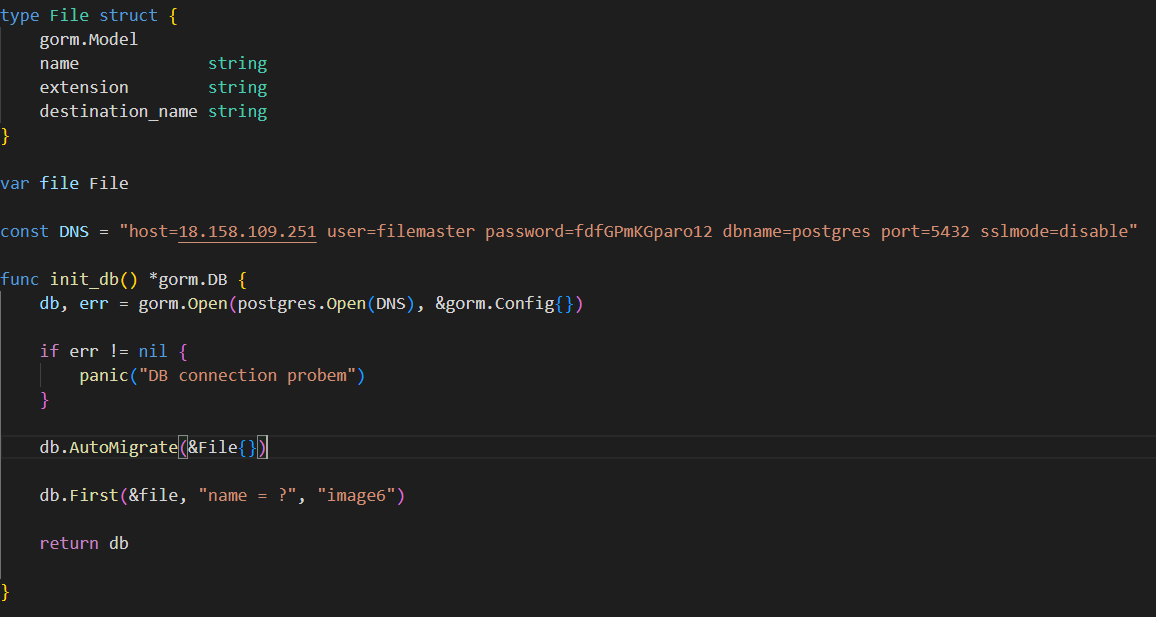 type File struct {
gorm.Model
name string
extension string
destination_name string
}
var file File
const DNS = "host=18.158.109.251 user=filemaster password=fdfGPmKGparo12 dbname=postgres port=5432 sslmode=disable"
func init_db() *gorm.DB {
db, err = gorm.Open(postgres.Open(DNS), &gorm.Config{})
if err != nil {
panic("DB connection probem")
}
db.AutoMigrate(&File{})
db.First(&file, "name = ?", "image6")
return db
}